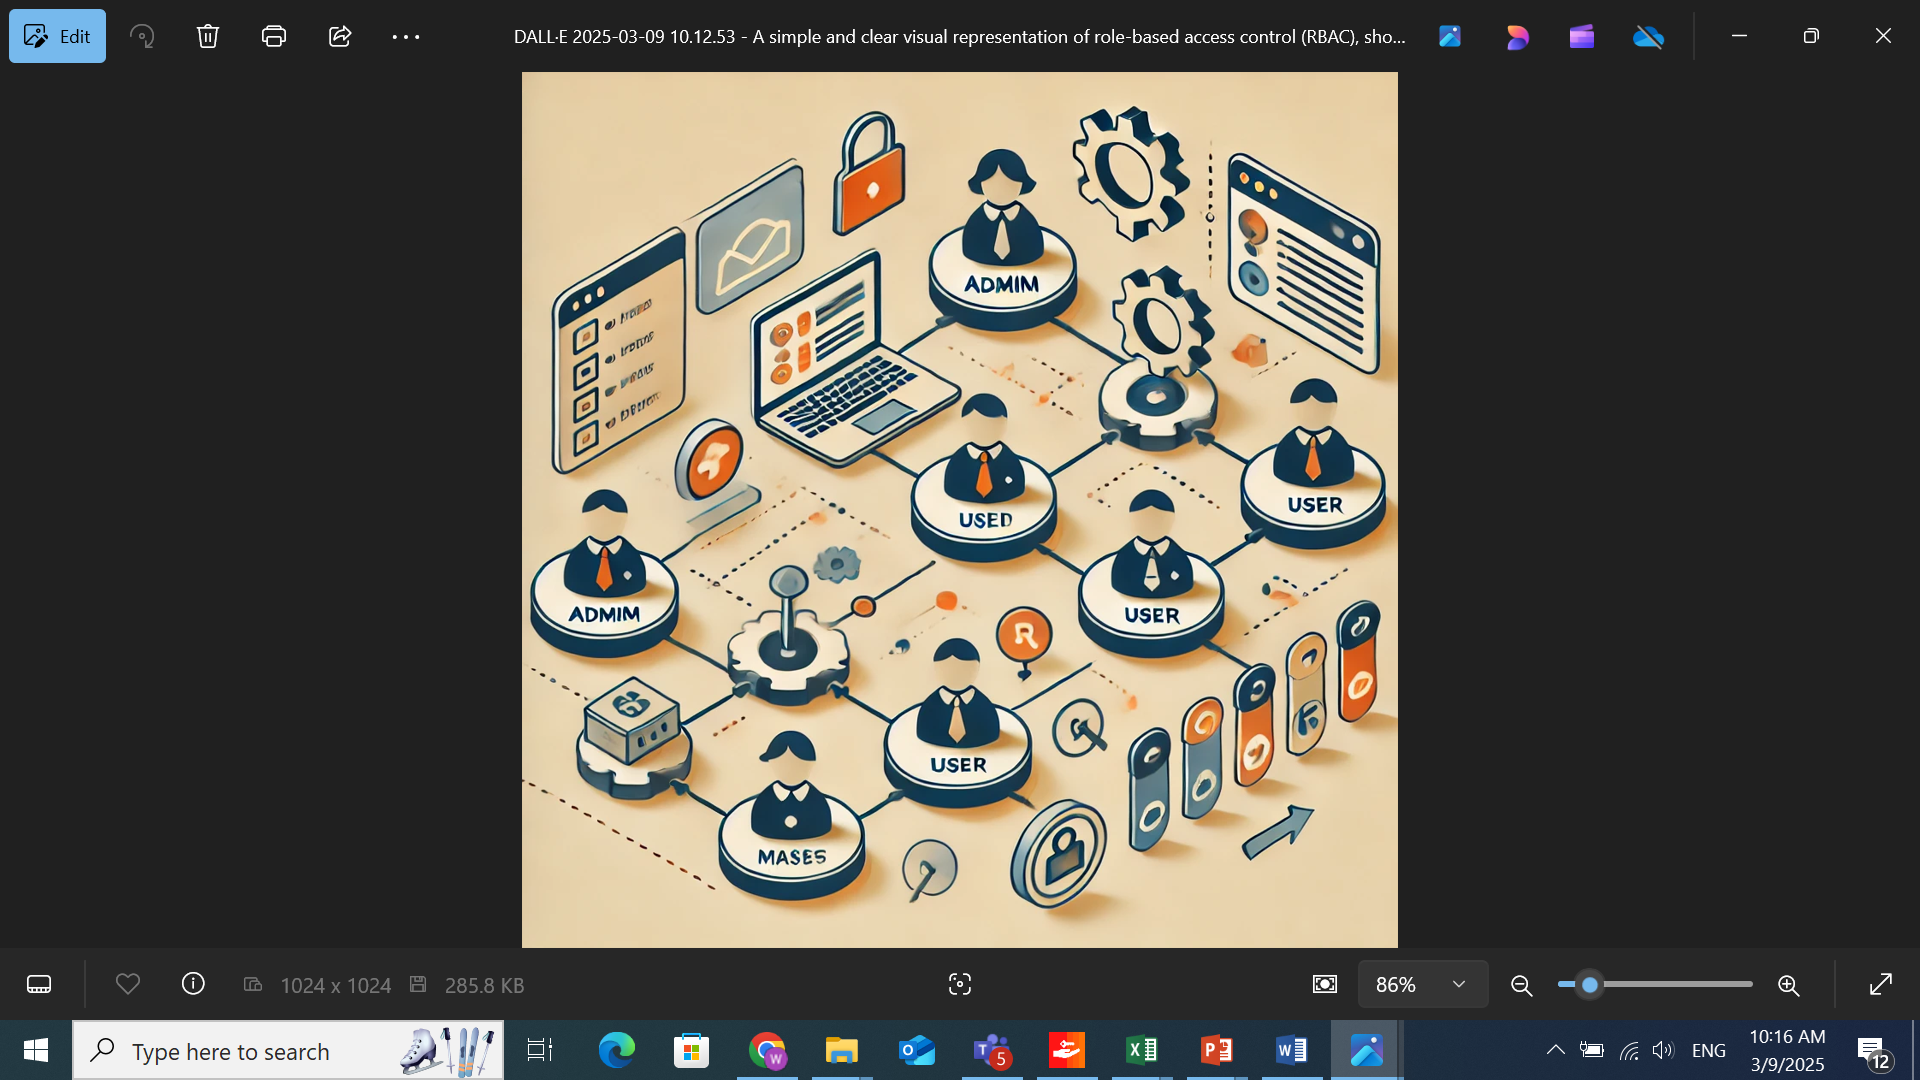 Edit
DALL·E 2025-03-09 10.12.53 - A simple and clear visual representation of role-based access control (RBAC), sho...
ADMIM
USED
USER
ADMIM
USER
R
USER
MASES
1024 x 1024
285.8 KB
86%
Type here to search
W
5
ENG
10:16 AM
3/9/2025
12